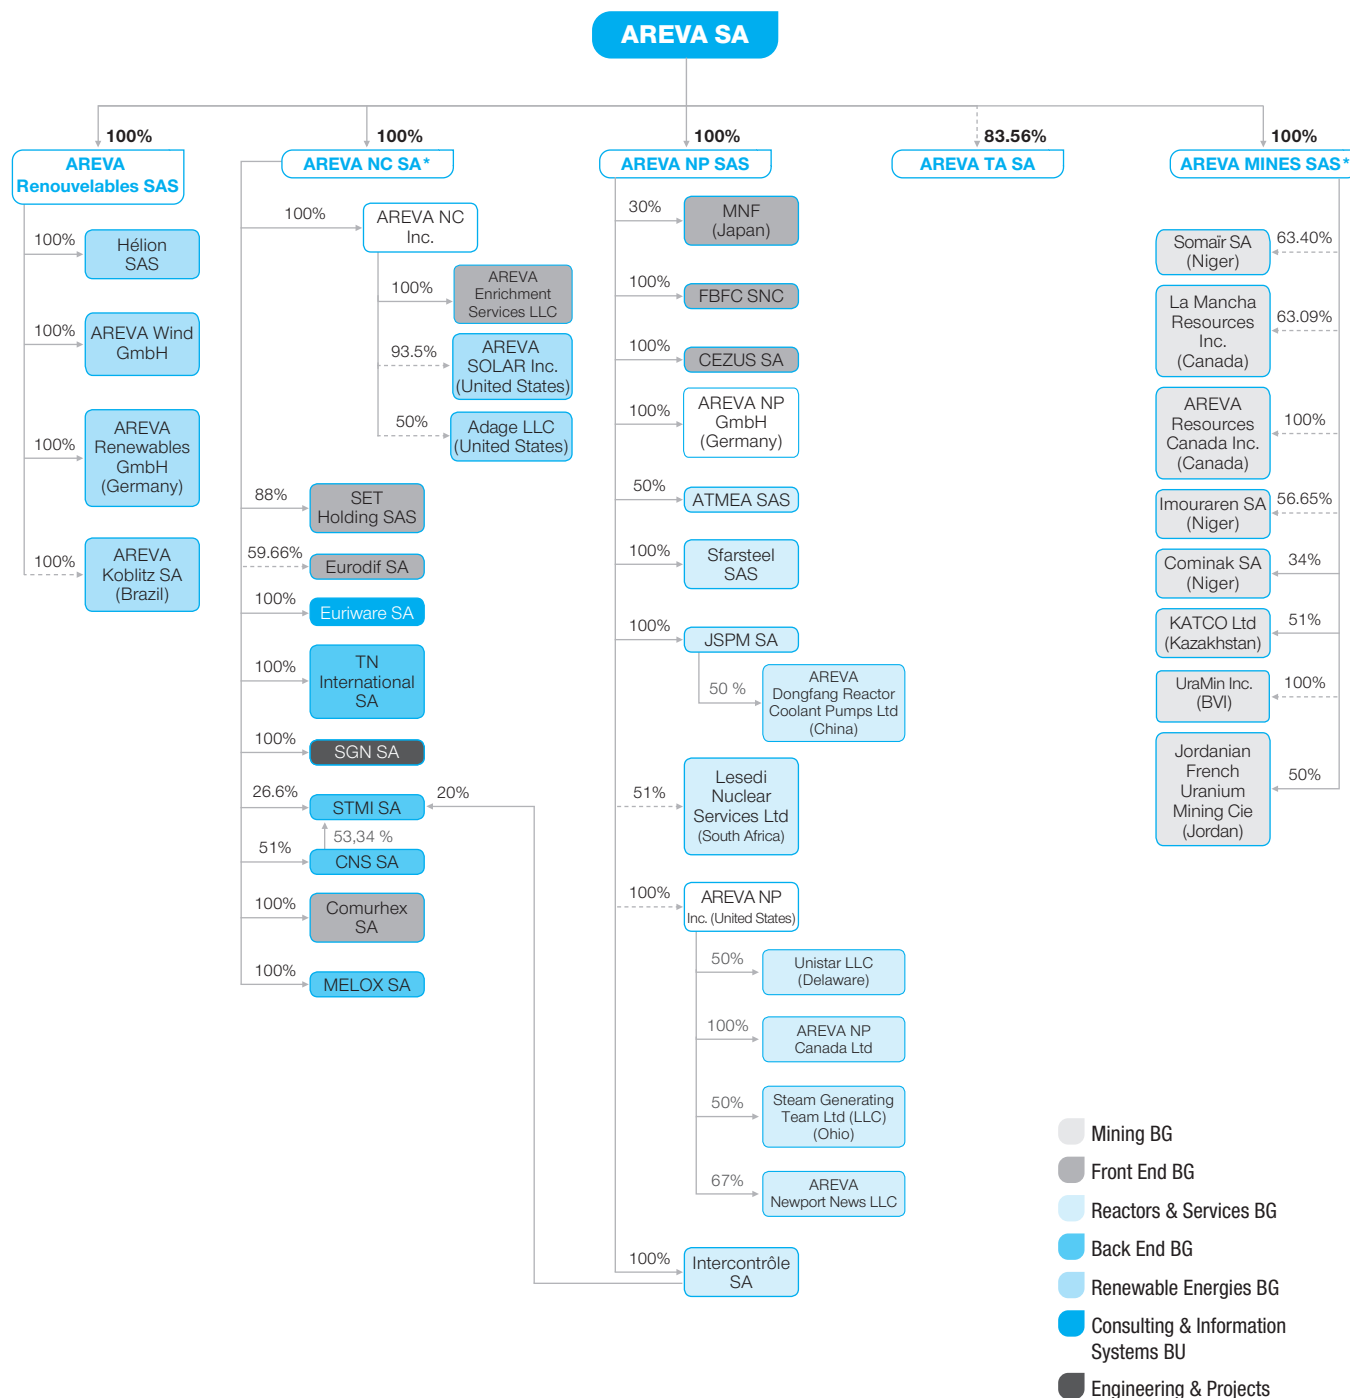 AREVA SA
100%
AREVA
Renouvelables SAS
100%
Hélion
SAS
100%
AREVA Wind
GmbH
100%
AREVA
Renewables
GmbH
(Germany)
100%
AREVA
Koblitz SA
(Brazil)
100%
AREVA NC SA*
100%
AREVA NC
Inc.
100%
AREVA
Enrichment
Services LLC
93.5%
AREVA
SOLAR Inc.
(United States)
50%
Adage LLC
(United States)
88%
SET
Holding SAS
59.66%
Eurodif SA
100%
Euriware SA
100%
TN
International
SA
100%
SGN SA
26.6%
STMI SA
20%
53,34 %
51%
CNS SA
100%
Comurhex
SA
100%
MELOX SA
100%
AREVA NP SAS
30%
MNF
(Japan)
100%
FBFC SNC
100%
CEZUS SA
100%
AREVA NP
GmbH
(Germany)
50%
ATMEA SAS
100%
Sfarsteel
SAS
100%
JSPM SA
50 %
AREVA
Dongfang Reactor
Coolant Pumps Ltd
(China)
51%
Lesedi
Nuclear
Services Ltd
(South Africa)
100%
AREVA NP
Inc. (United States)
50%
Unistar LLC
(Delaware)
100%
AREVA NP
Canada Ltd
50%
Steam Generating
Team Ltd (LLC)
(Ohio)
67%
AREVA
Newport News LLC
100%
Intercontrôle
SA
83.56%
AREVA TA SA
100%
AREVA MINES SAS*
Somaïr SA
(Niger)
63.40%
La Mancha
Resources
Inc.
(Canada)
63.09%
AREVA
Resources
Canada Inc.
(Canada)
100%
Imouraren SA
(Niger)
56.65%
Cominak SA
(Niger)
34%
KATCO Ltd
(Kazakhstan)
51%
UraMin Inc.
(BVI)
100%
Jordanian
French
Uranium
Mining Cie
(Jordan)
50%
Mining BG
Front End BG
Reactors & Services BG
Back End BG
Renewable Energies BG
Consulting & Information
Systems BU
Engineering & Projects